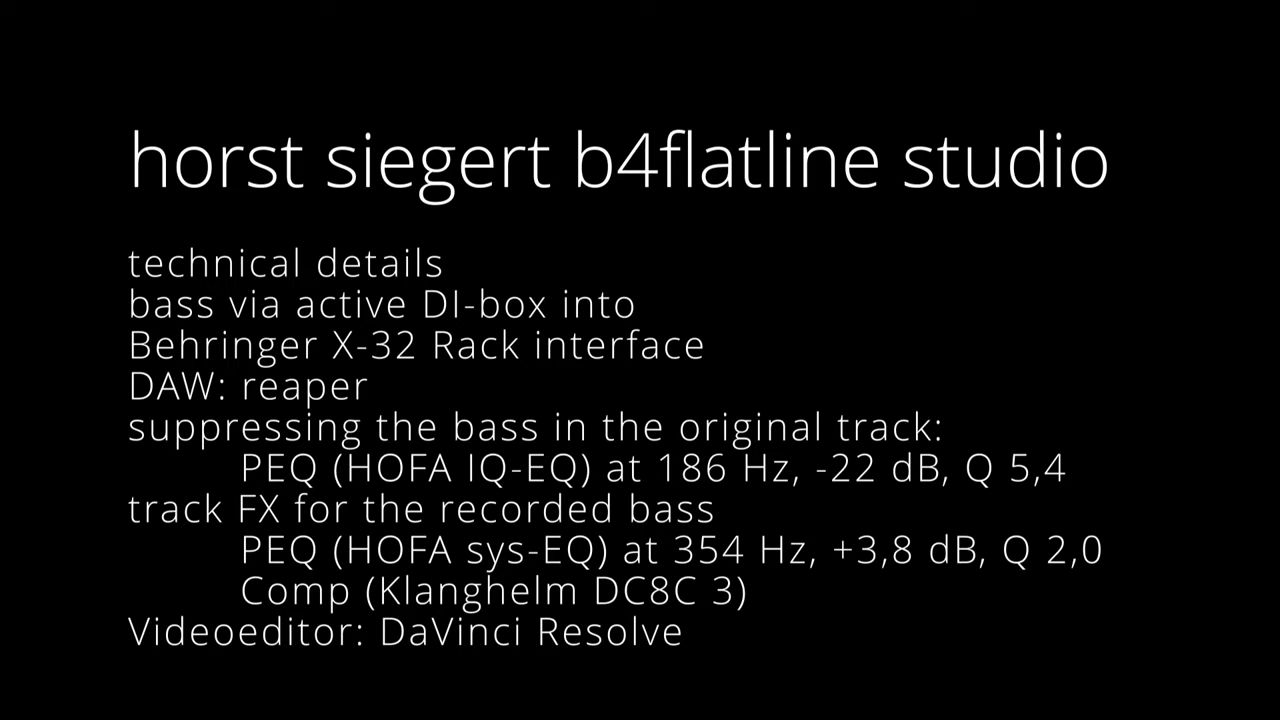 horst siegert b4flatline studio
technical details
bass via active DI-box into
Behringer X-32 Rack interface
DAW: reaper
suppressing the bass in the original track:
PEQ (HOFA IQ-EQ) at 186 Hz, -22 dB, Q 5,4
track FX for the recorded bass
PEQ (HOFA sys-EQ) at 354 Hz, +3,8 dB, Q 2,0
Comp (Klanghelm DC8C 3)
Videoeditor: DaVinci Resolve